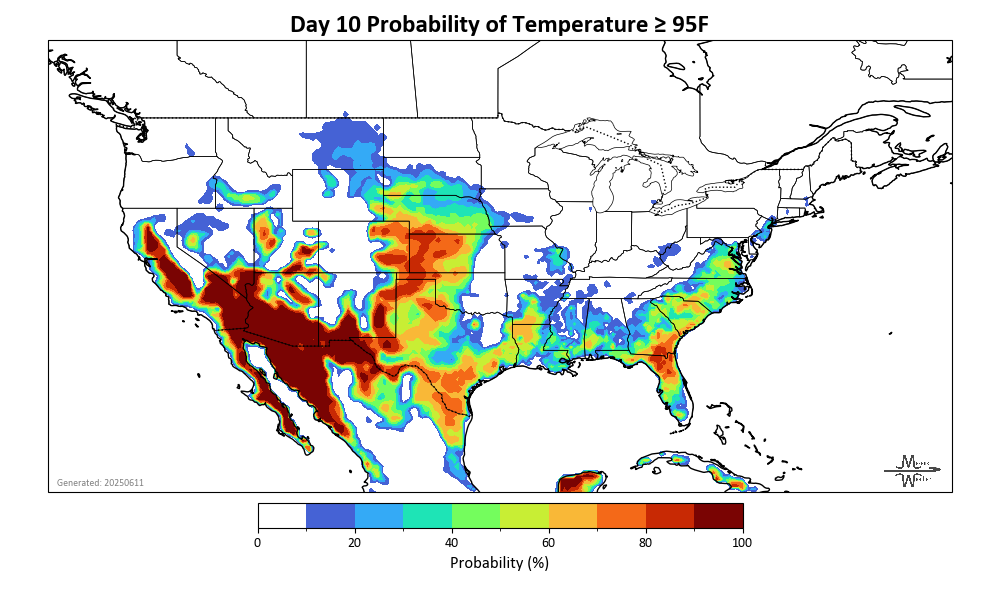 Day 10 Probability of Temperature ≥ 95F
Generated: 20250611
0 20 40 60 80 100
Probability (%)